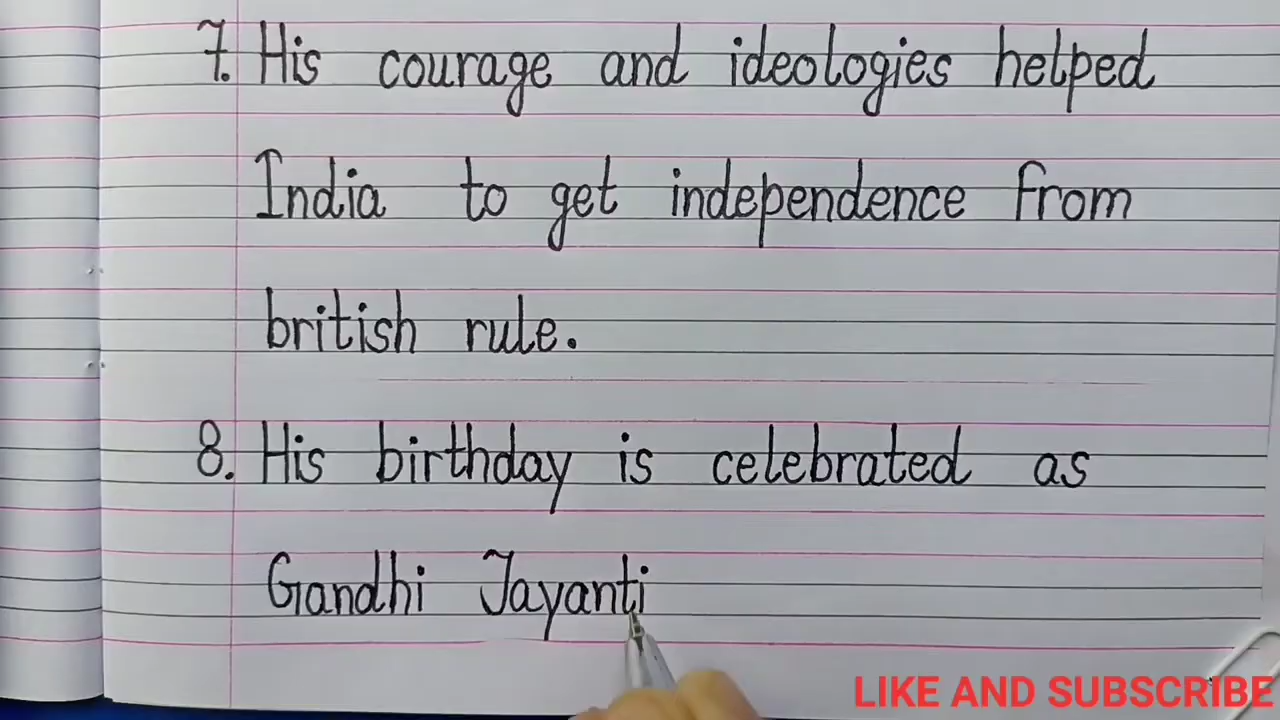 7. His courage and ideologies helped
India to get independence from
british rule.
8. His birthday is celebrated as
Gandhi Jayanti
LIKE AND SUBSCRIBE